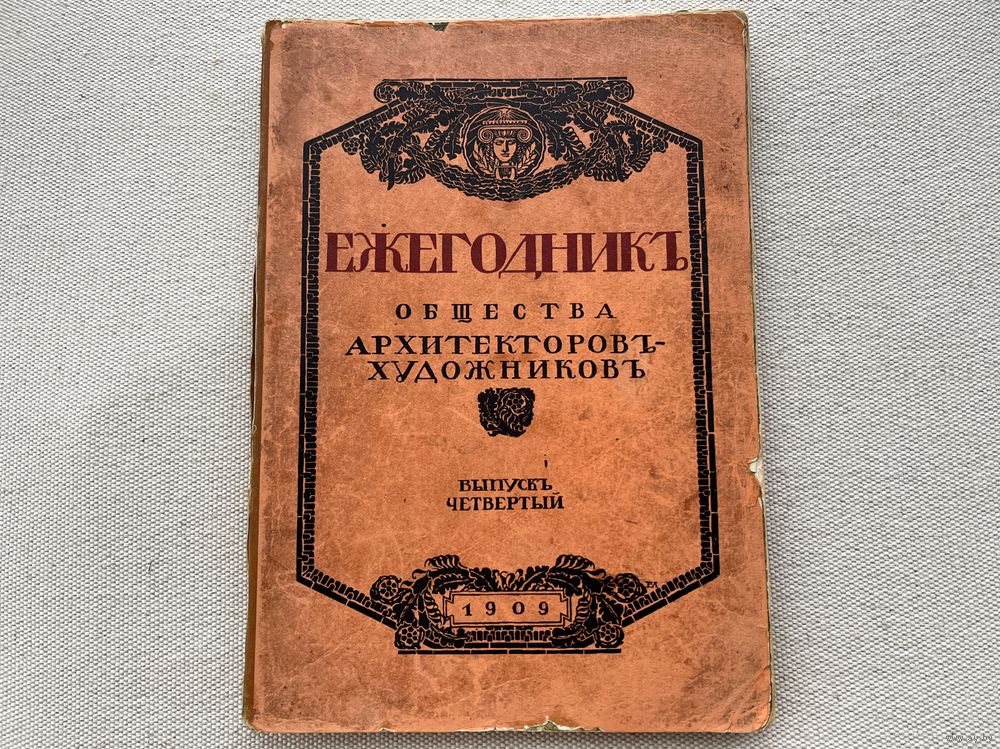 ЕЖЕГОДНИКЪ
ОБЩЕСТВА
АРХИТЕКТОРОВЪ-
ХУДОЖНИКОВЪ
ВЫПУСКЪ
ЧЕТВЕРТЫЙ
1909